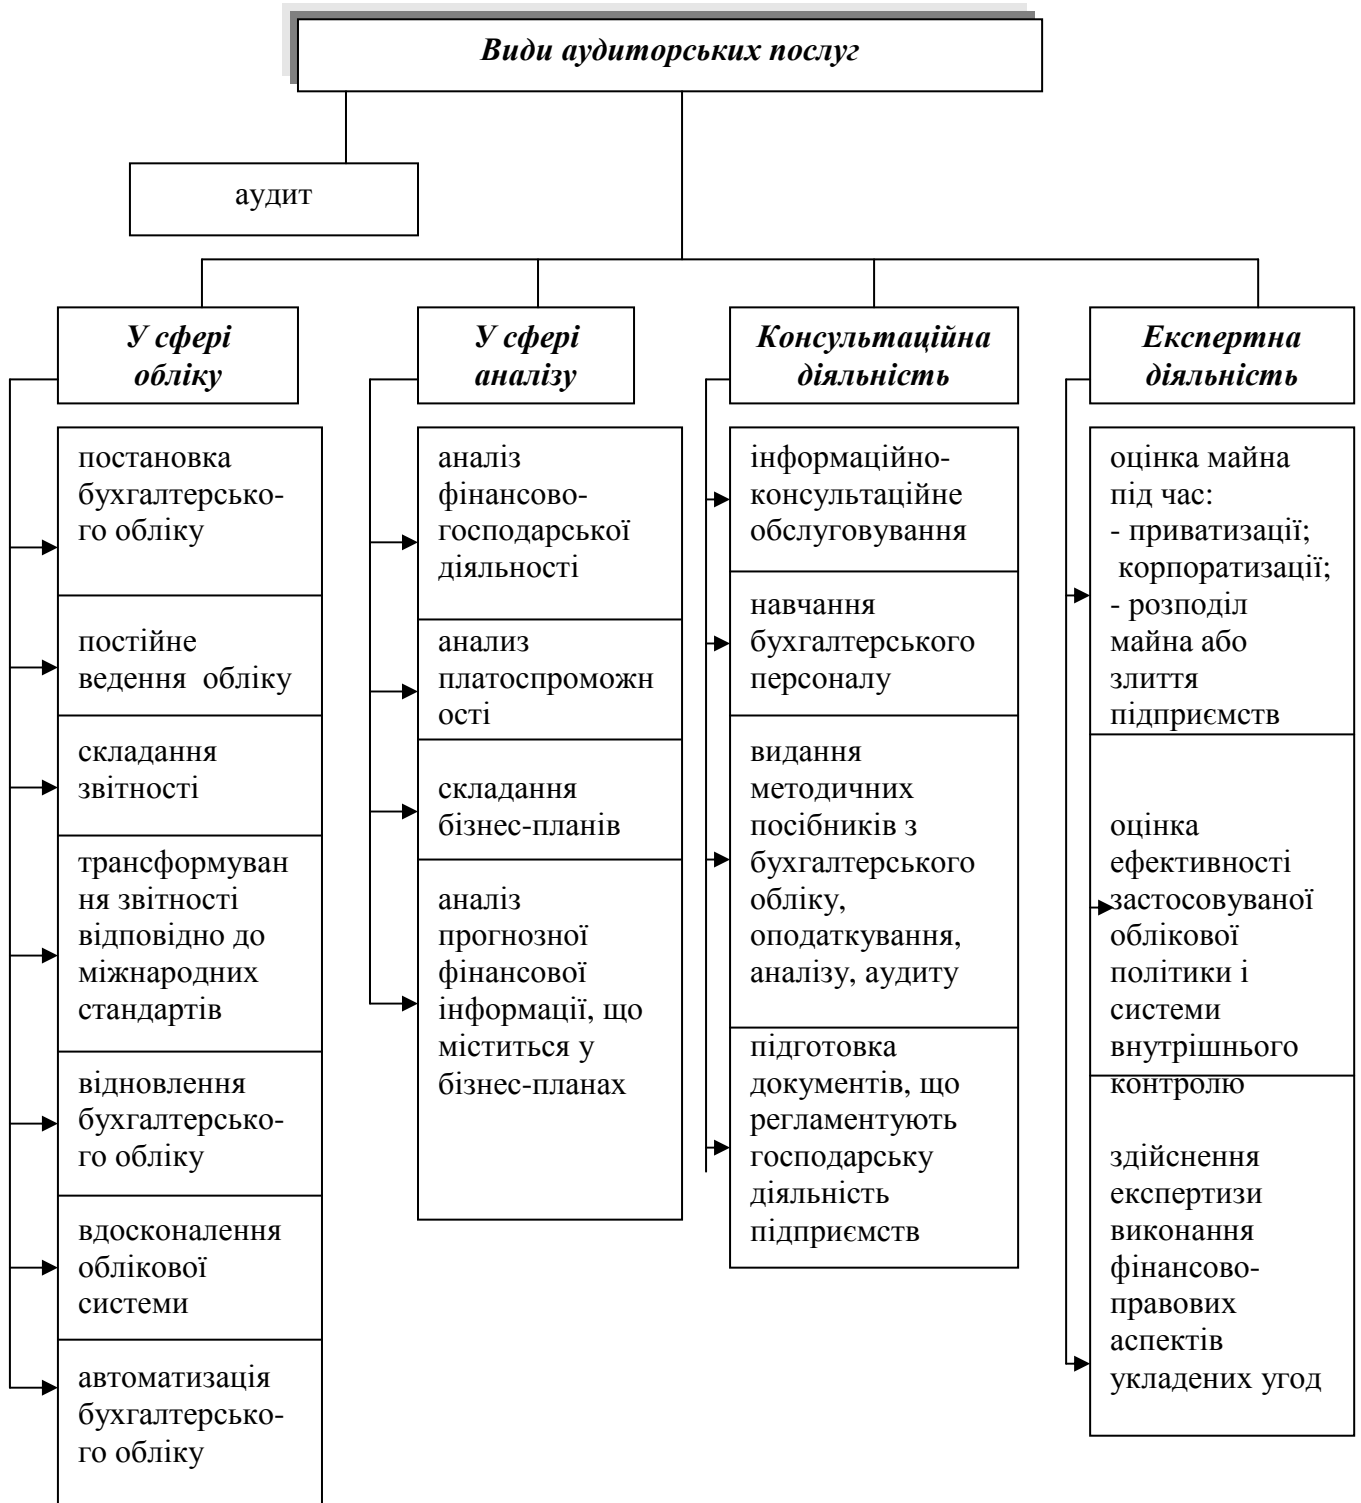 Види аудиторських послуг
аудит
У сфері
обліку
постановка
бухгалтерсько-
го обліку
постійне
ведення обліку
складання
звітності
трансформуван
ня звітності
відповідно до
міжнародних
стандартів
відновлення
бухгалтерсько-
го обліку
вдосконалення
облікової
системи
автоматизація
бухгалтерсько-
го обліку
У сфері
аналізу
аналіз
фінансово-
господарської
діяльності
анализ
платоспроможн
ості
складання
бізнес-планів
аналіз
прогнозної
фінансової
інформації, що
міститься у
бізнес-планах
Консультаційна
діяльність
інформаційно-
консультаційне
обслуговування
навчання
бухгалтерського
персоналу
видання
методичних
посібників з
бухгалтерського
обліку,
оподаткування,
аналізу, аудиту
підготовка
документів, що
регламентують
господарську
діяльність
підприємств
Експертна
діяльність
оцінка майна
під час:
- приватизації;
корпоратизації;
- розподіл
майна або
злиття
підприємств
оцінка
ефективності
застосовуваної
облікової
політики і
системи
внутрішнього
контролю
здійснення
експертизи
виконання
фінансово-
правових
аспектів
укладених угод